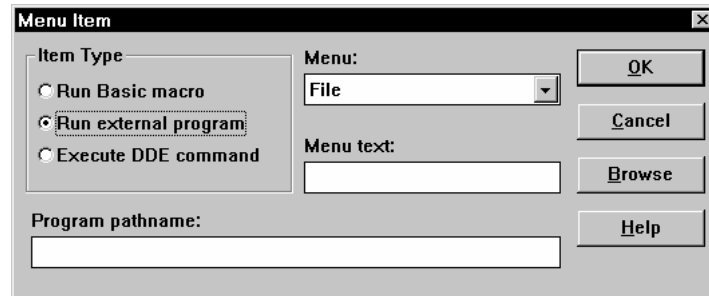 Menu Item
Item Type
Run Basic macro
Run external program
Execute DDE command
Menu:
File
Menu text:
Program pathname:
OK
Cancel
Browse
Help